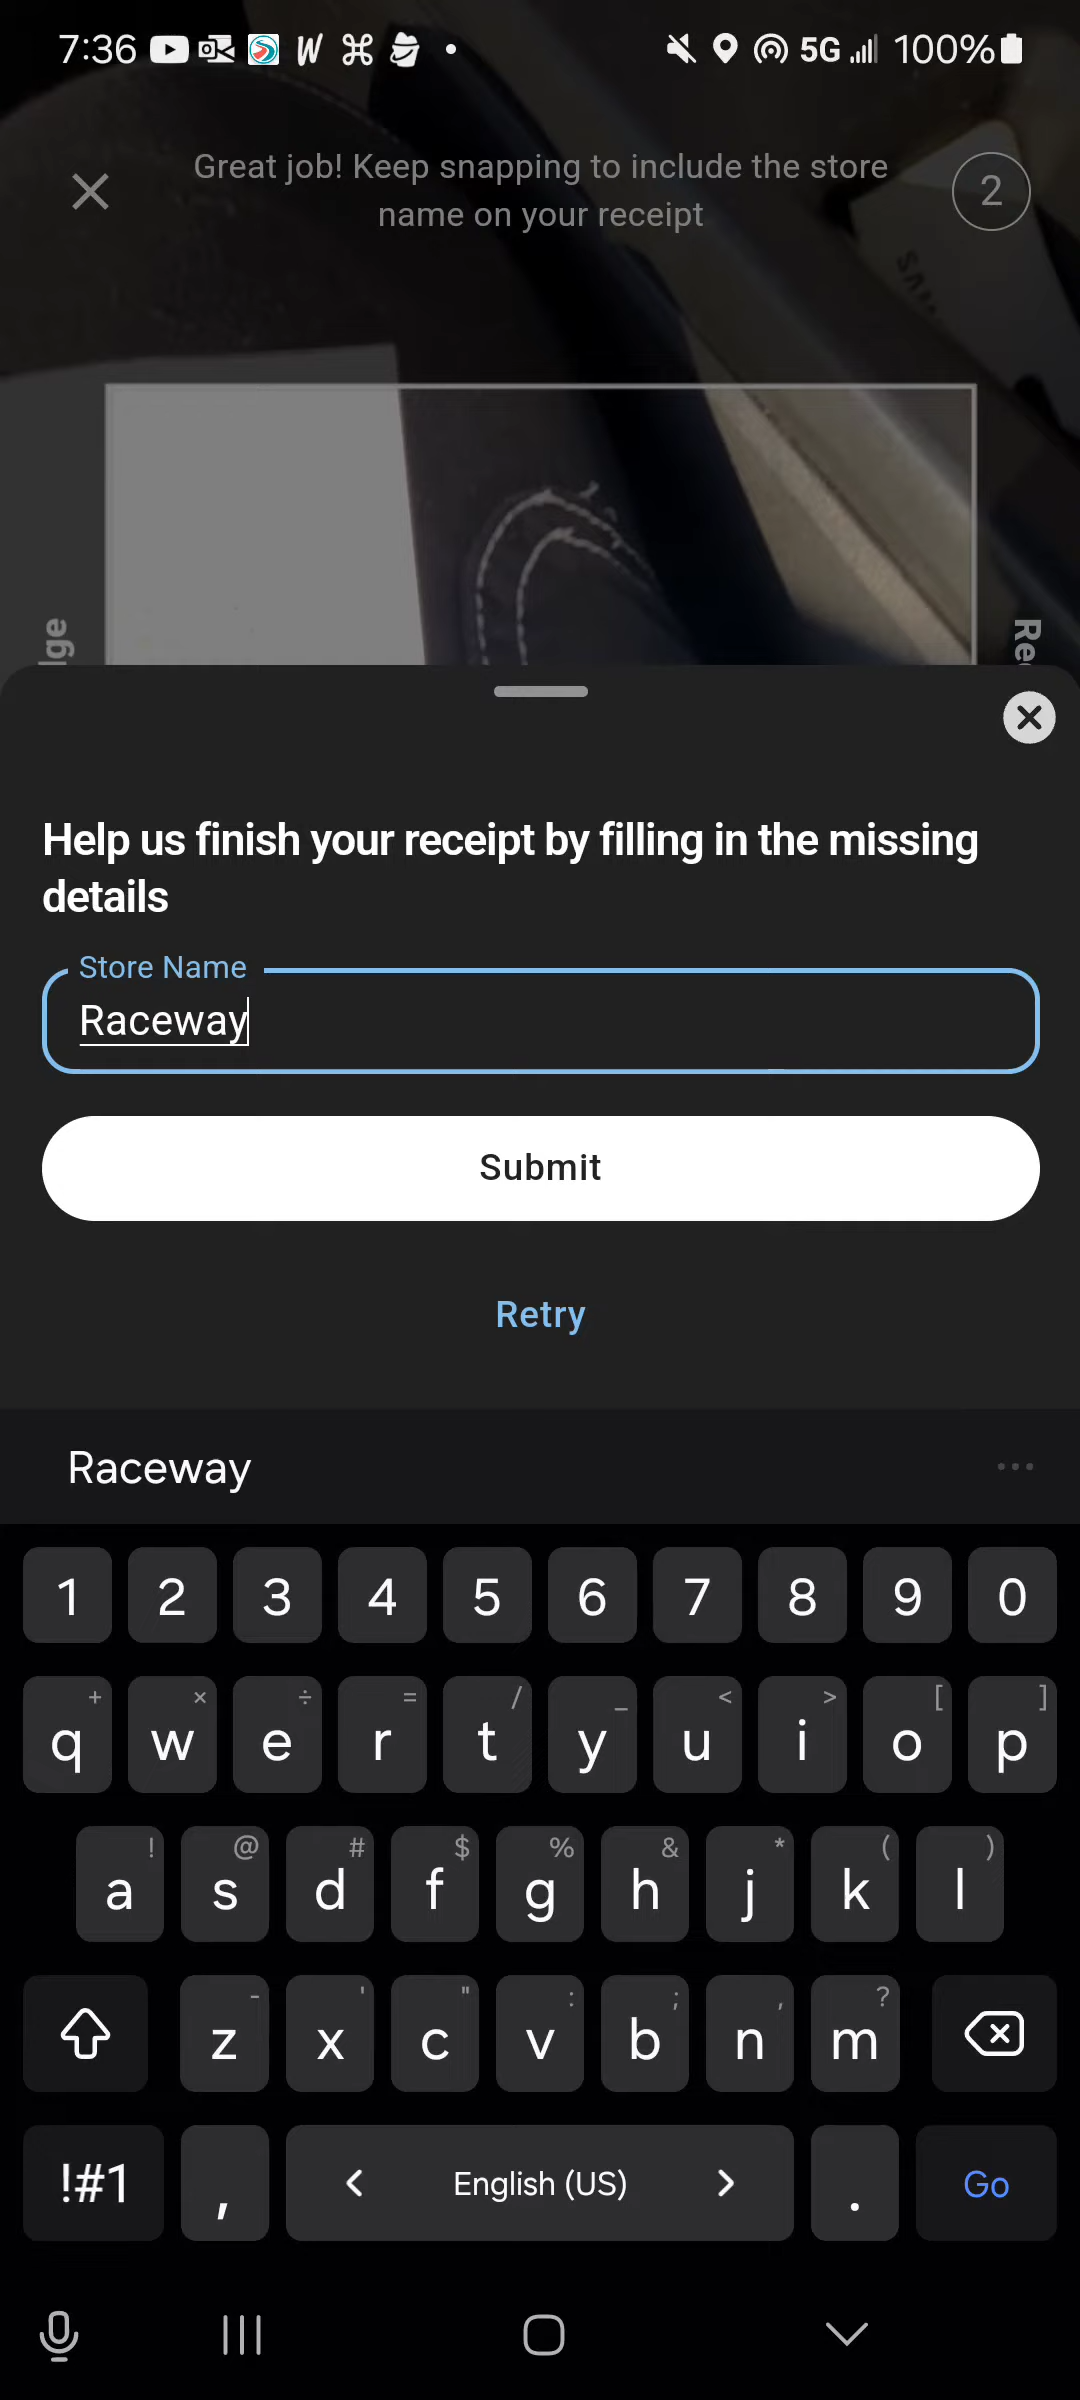 7:36
5G
100%
Great job! Keep snapping to include the store
name on your receipt
2
Help us finish your receipt by filling in the missing
details
Store Name
Raceway
Submit
Retry
Raceway
1 2 3 4 5 6 7 8 9 0
+ × ÷ = / _ < > [ ]
q w e r t y u i o p
! @ # $ % & * ( )
a s d f g h j k l
- ' " : ; , ?
z x c v b n m
!#1 , English (US) . Go